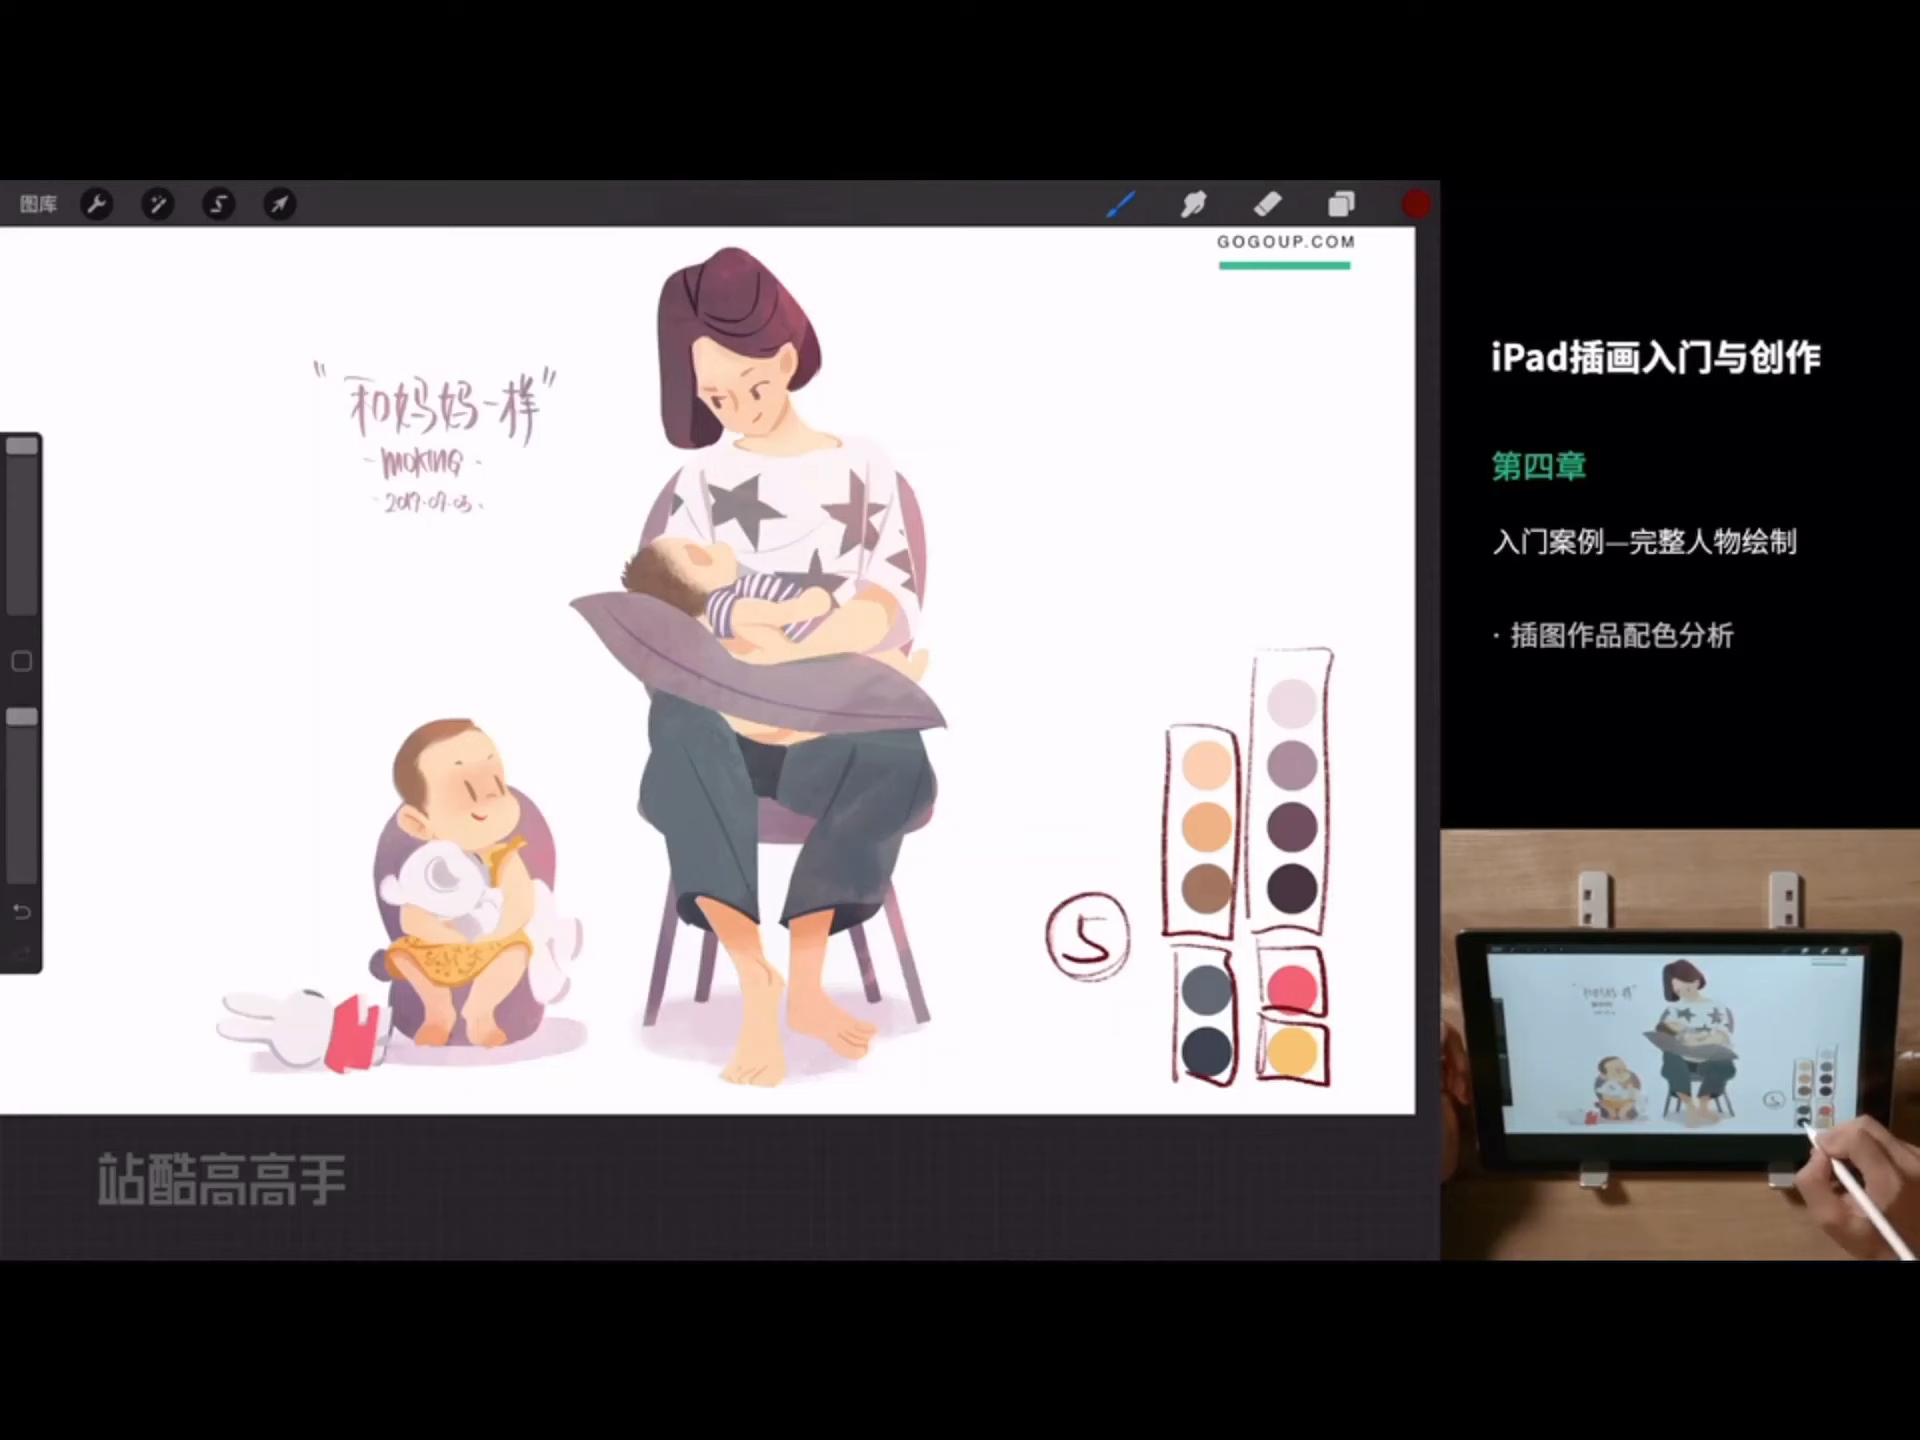 图库
GOGOUP.COM
"和妈妈一样"
- MOKING -
- 2017.07.03 -
5
站酷高高手
iPad插画入门与创作
第四章
入门案例—完整人物绘制
· 插图作品配色分析